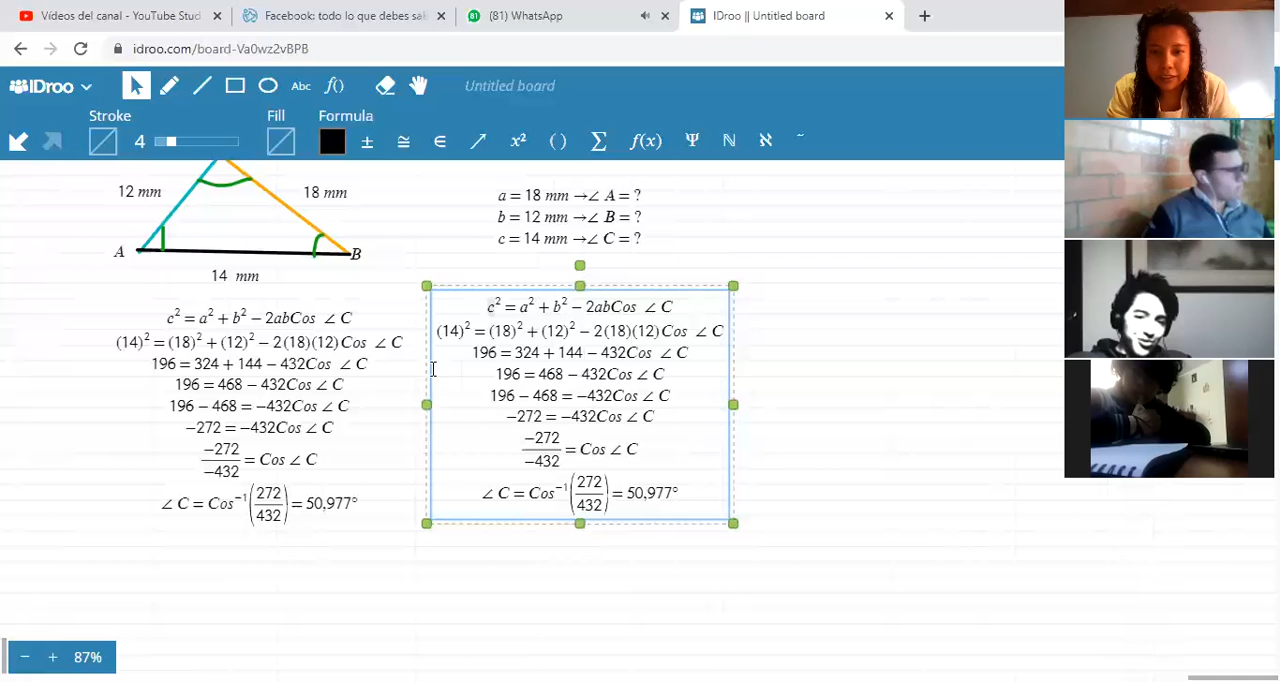 Vídeos del canal - YouTube Stud
Facebook: todo lo que debes sab
(81) WhatsApp
IDroo || Untitled board
idroo.com/board-Va0wz2vBPB
IDroo
Abc
f()
Untitled board
Stroke
Fill
Formula
4
± ≅ ∈ x² ( ) ∑ f(x) Ψ ℕ ℵ ~
12 mm
18 mm
A
B
14 mm
a = 18 mm →∠ A = ?
b = 12 mm →∠ B = ?
c = 14 mm →∠ C = ?
c² = a² + b² − 2abCos ∠ C
(14)² = (18)² + (12)² − 2(18)(12)Cos ∠ C
196 = 324 + 144 − 432Cos ∠ C
196 = 468 − 432Cos ∠ C
196 − 468 = −432Cos ∠ C
−272 = −432Cos ∠ C
−272/−432 = Cos ∠ C
∠ C = Cos⁻¹(272/432) = 50,977°
c² = a² + b² − 2abCos ∠ C
(14)² = (18)² + (12)² − 2(18)(12)Cos ∠ C
196 = 324 + 144 − 432Cos ∠ C
196 = 468 − 432Cos ∠ C
196 − 468 = −432Cos ∠ C
−272 = −432Cos ∠ C
−272/−432 = Cos ∠ C
∠ C = Cos⁻¹(272/432) = 50,977°
− + 87%